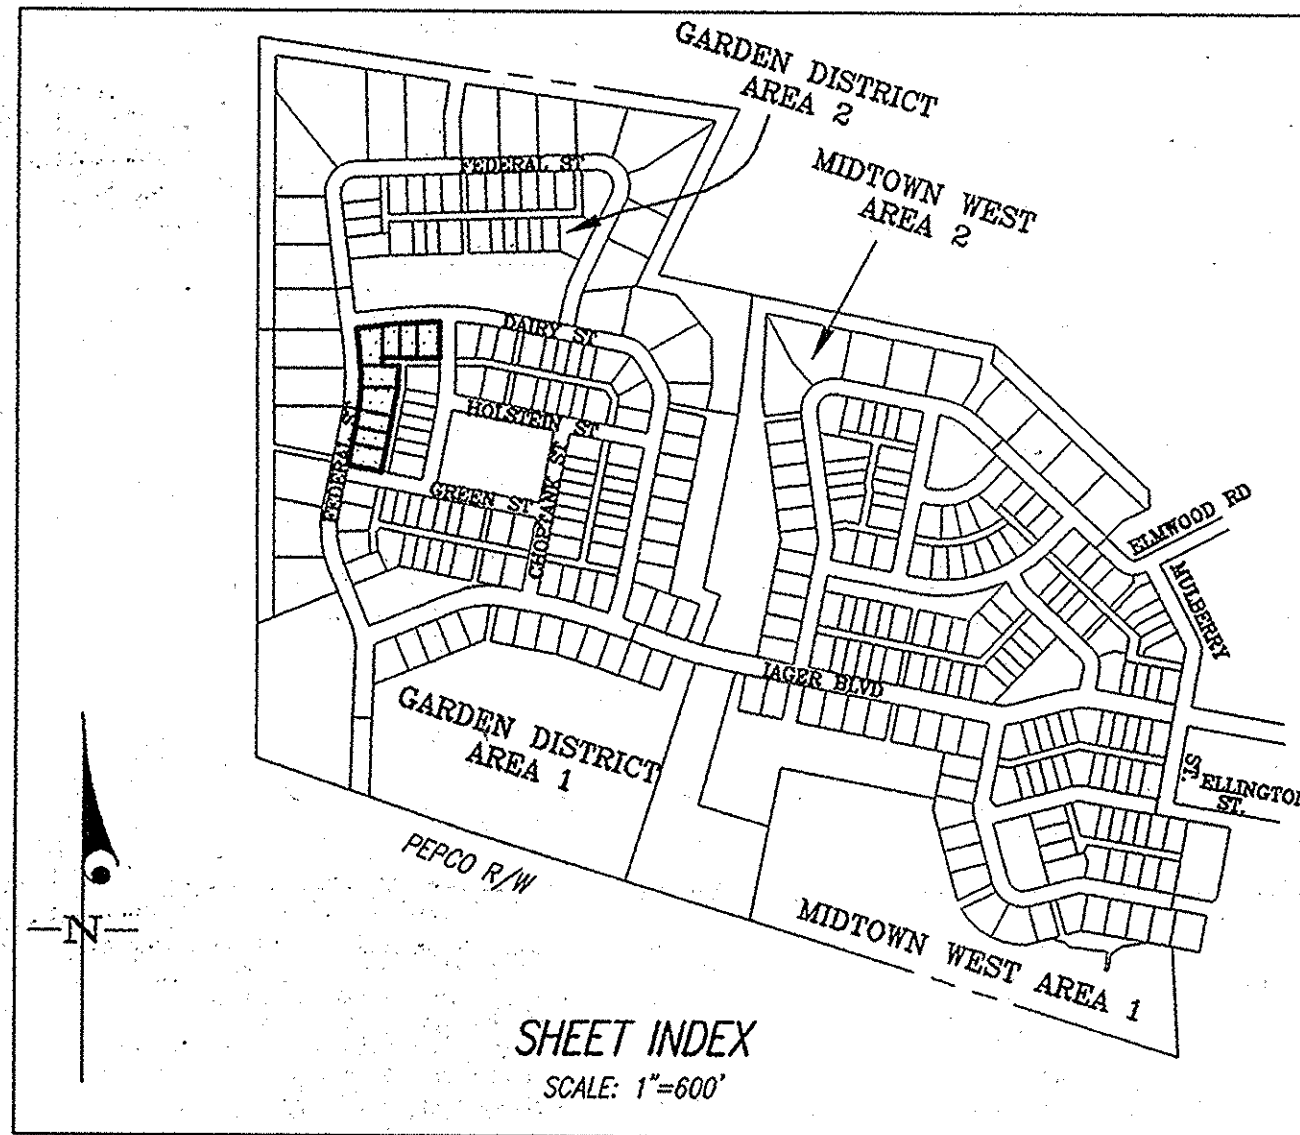 GARDEN DISTRICT
AREA 2
MIDTOWN WEST
AREA 2
FEDERAL ST
DAIRY ST
HOLSTEIN ST
FEDERAL ST
GREEN ST
CHOPTANK ST
ELMWOOD RD
MULBERRY
ST.
JAGER BLVD
GARDEN DISTRICT
AREA 1
ELLINGTON
ST.
PEPCO R/W
MIDTOWN WEST AREA 1
N
SHEET INDEX
SCALE: 1"=600'